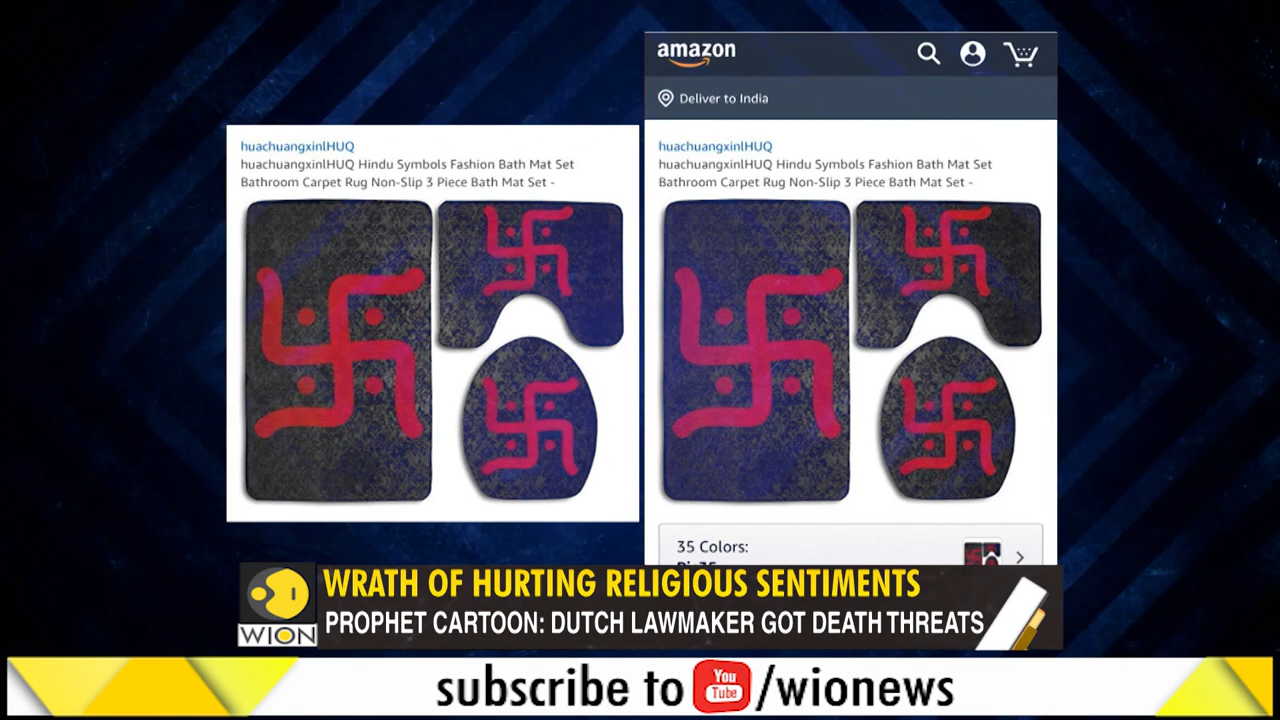 amazon
Deliver to India
huachuangxinlHUQ
huachuangxinlHUQ Hindu Symbols Fashion Bath Mat Set
Bathroom Carpet Rug Non-Slip 3 Piece Bath Mat Set -
huachuangxinlHUQ
huachuangxinlHUQ Hindu Symbols Fashion Bath Mat Set
Bathroom Carpet Rug Non-Slip 3 Piece Bath Mat Set -
35 Colors:
WION
WRATH OF HURTING RELIGIOUS SENTIMENTS
PROPHET CARTOON: DUTCH LAWMAKER GOT DEATH THREATS
subscribe to You Tube /wionews